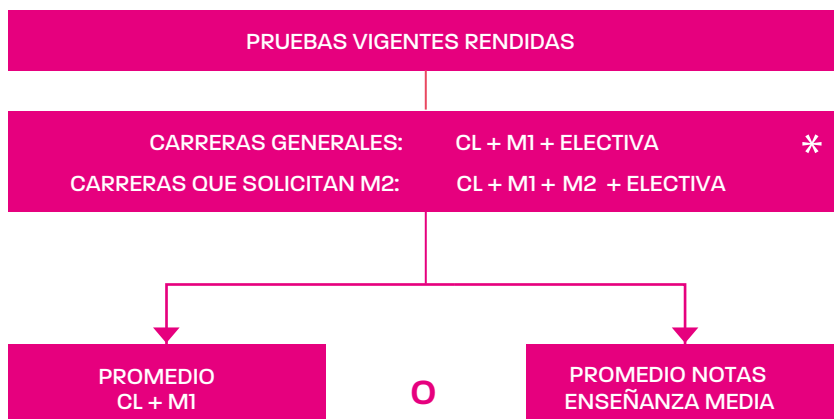 PRUEBAS VIGENTES RENDIDAS
CARRERAS GENERALES: CL + M1 + ELECTIVA *
CARRERAS QUE SOLICITAN M2: CL + M1 + M2 + ELECTIVA
PROMEDIO
CL + M1
O
PROMEDIO NOTAS
ENSEÑANZA MEDIA